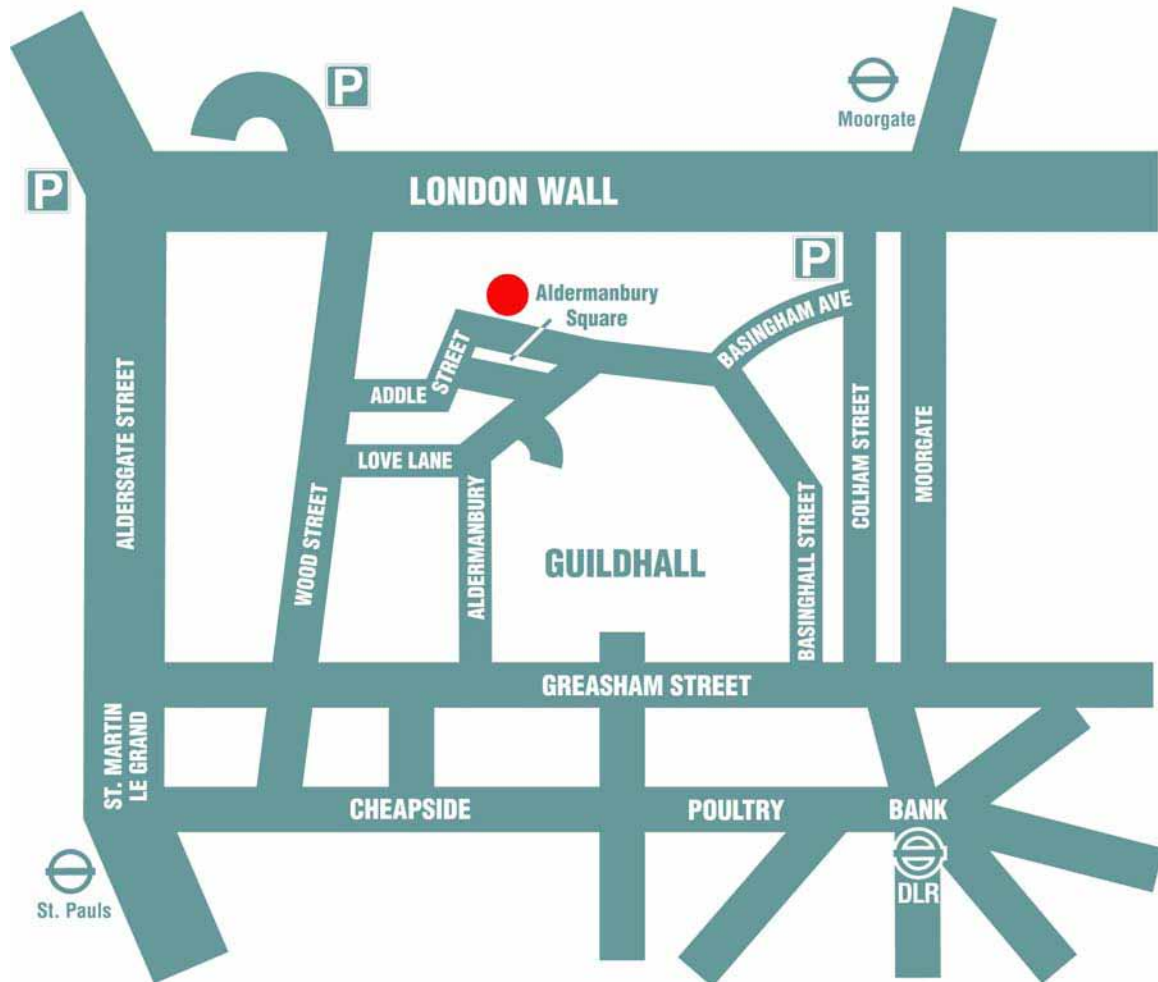 P
Moorgate
P
LONDON WALL
P
Aldermanbury
Square
BASINGHAM AVE
STREET
ADDLE
LOVE LANE
ALDERSGATE STREET
WOOD STREET
ALDERMANBURY
GUILDHALL
BASINGHALL STREET
COLHAM STREET
MOORGATE
GREASHAM STREET
ST. MARTIN
LE GRAND
CHEAPSIDE
POULTRY
BANK
DLR
St. Pauls